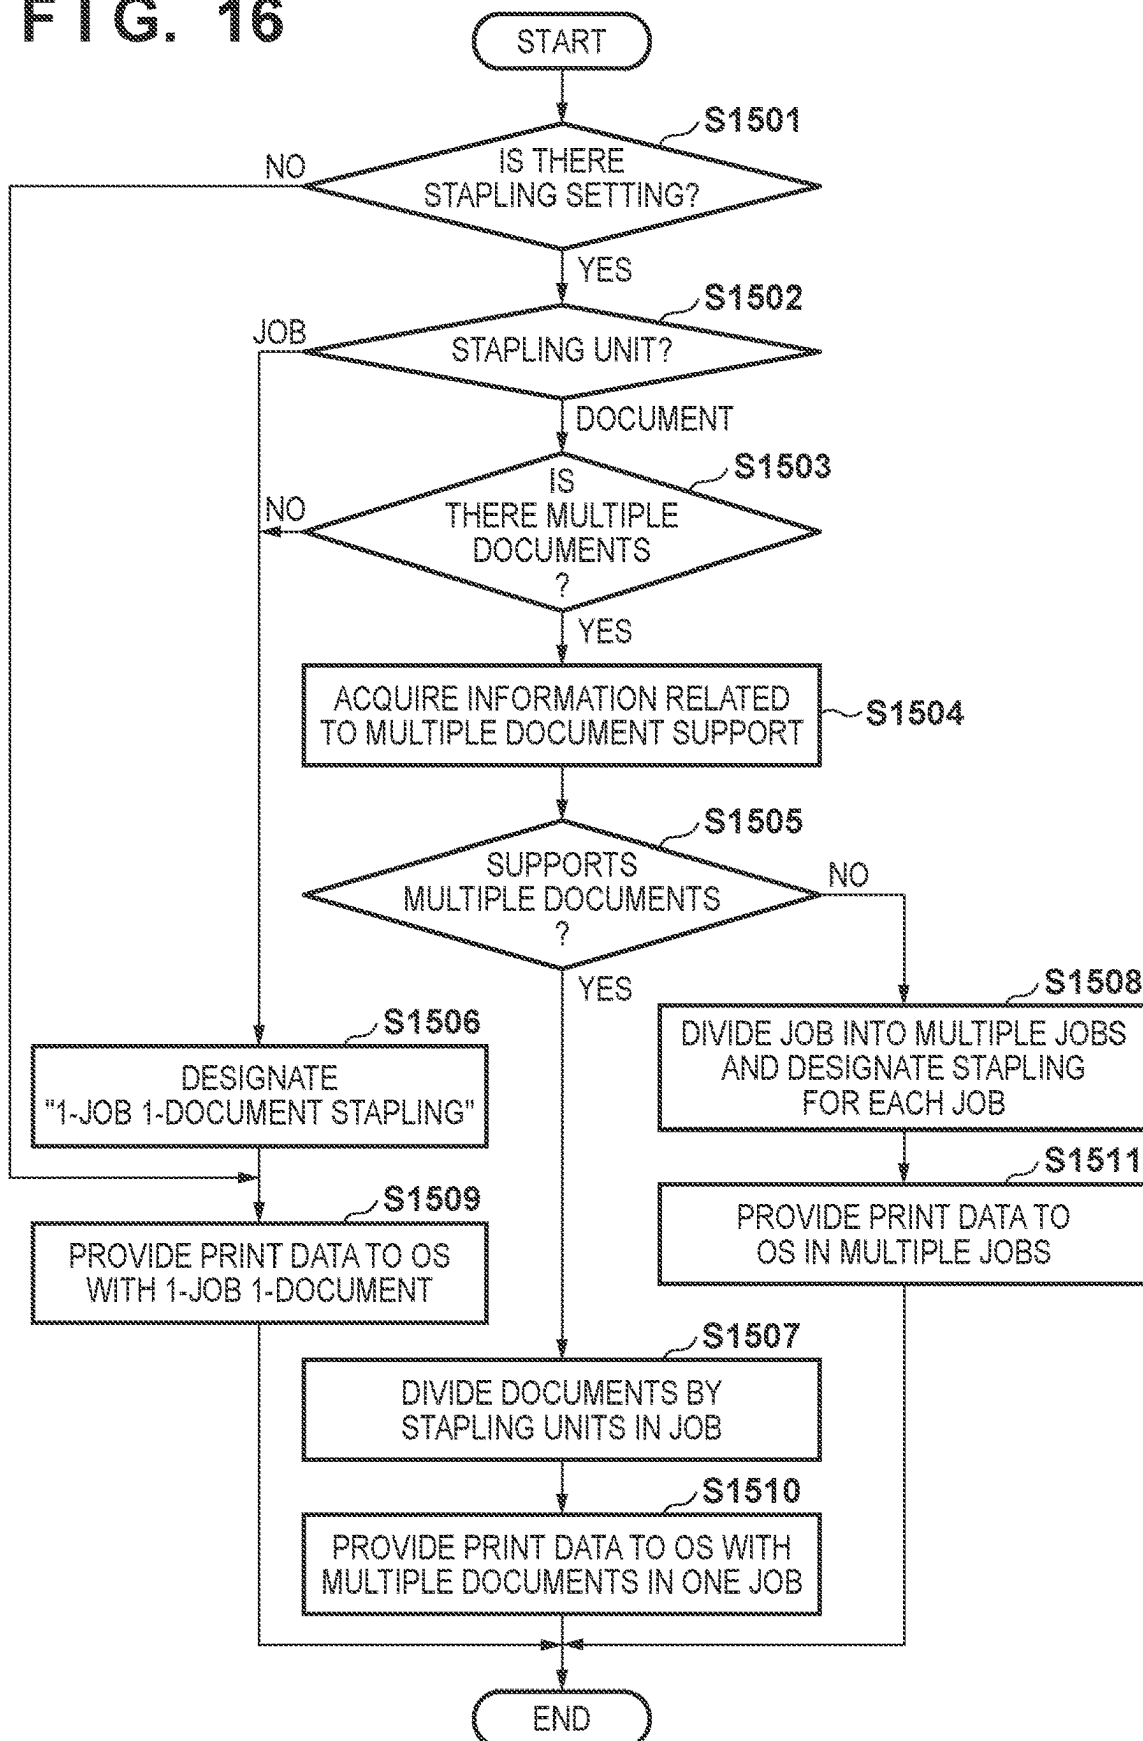 FIG. 16
START
S1501
NO
IS THERE
STAPLING SETTING?
YES
S1502
JOB
STAPLING UNIT?
DOCUMENT
S1503
NO
IS
THERE MULTIPLE
DOCUMENTS
?
YES
ACQUIRE INFORMATION RELATED
TO MULTIPLE DOCUMENT SUPPORT
S1504
S1505
SUPPORTS
MULTIPLE DOCUMENTS
?
NO
YES
S1508
DIVIDE JOB INTO MULTIPLE JOBS
AND DESIGNATE STAPLING
FOR EACH JOB
S1506
DESIGNATE
"1-JOB 1-DOCUMENT STAPLING"
S1511
PROVIDE PRINT DATA TO
OS IN MULTIPLE JOBS
S1509
PROVIDE PRINT DATA TO OS
WITH 1-JOB 1-DOCUMENT
S1507
DIVIDE DOCUMENTS BY
STAPLING UNITS IN JOB
S1510
PROVIDE PRINT DATA TO OS WITH
MULTIPLE DOCUMENTS IN ONE JOB
END